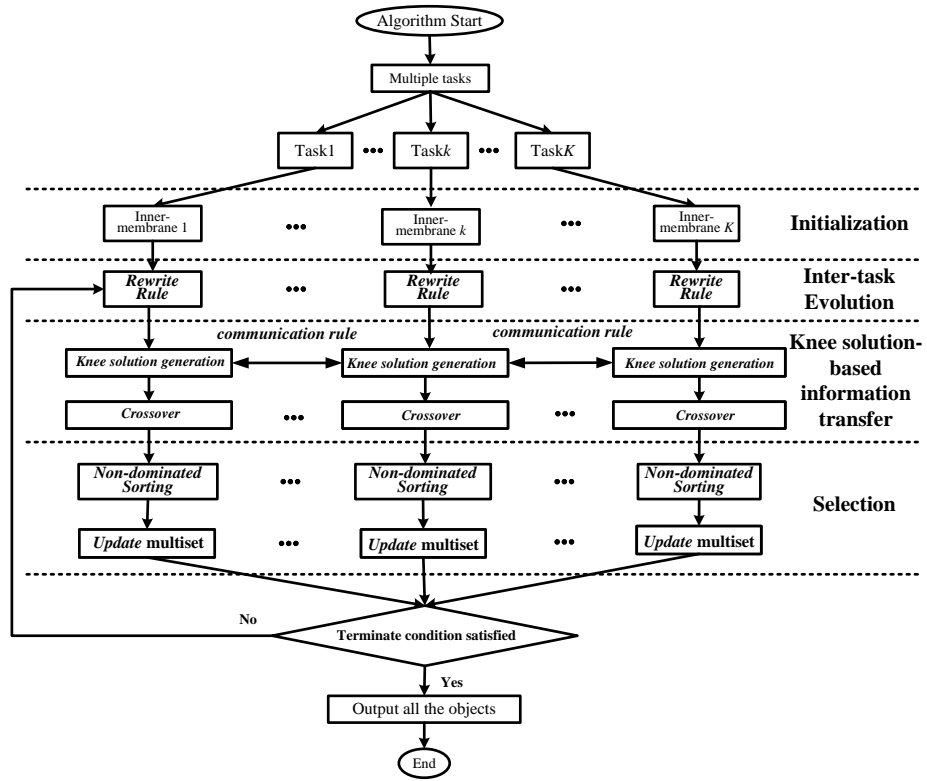 Algorithm Start
Multiple tasks
Task1 ••• Taskk ••• TaskK
Inner-
membrane 1
•••
Inner-
membrane k
•••
Inner-
membrane K
Initialization
Rewrite
Rule
•••
Rewrite
Rule
•••
Rewrite
Rule
Inter-task
Evolution
communication rule
communication rule
Knee solution generation
Knee solution generation
Knee solution generation
Knee solution-
based
information
transfer
Crossover
•••
Crossover
•••
Crossover
Non-dominated
Sorting
•••
Non-dominated
Sorting
•••
Non-dominated
Sorting
Selection
Update multiset
•••
Update multiset
•••
Update multiset
No
Terminate condition satisfied
Yes
Output all the objects
End